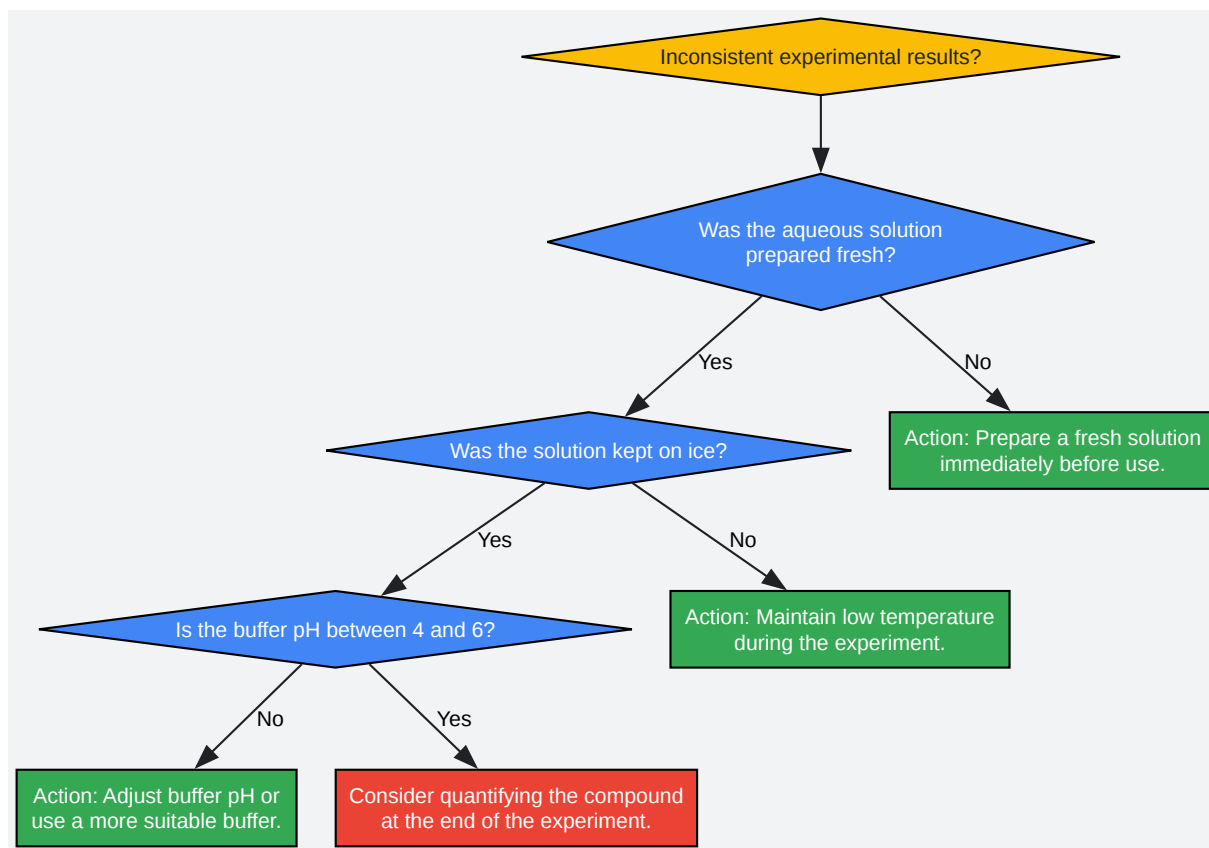 Inconsistent experimental results?
Was the aqueous solution
prepared fresh?
Yes
No
Was the solution kept on ice?
Action: Prepare a fresh solution
immediately before use.
Yes
No
Is the buffer pH between 4 and 6?
Action: Maintain low temperature
during the experiment.
No
Yes
Action: Adjust buffer pH or
use a more suitable buffer.
Consider quantifying the compound
at the end of the experiment.